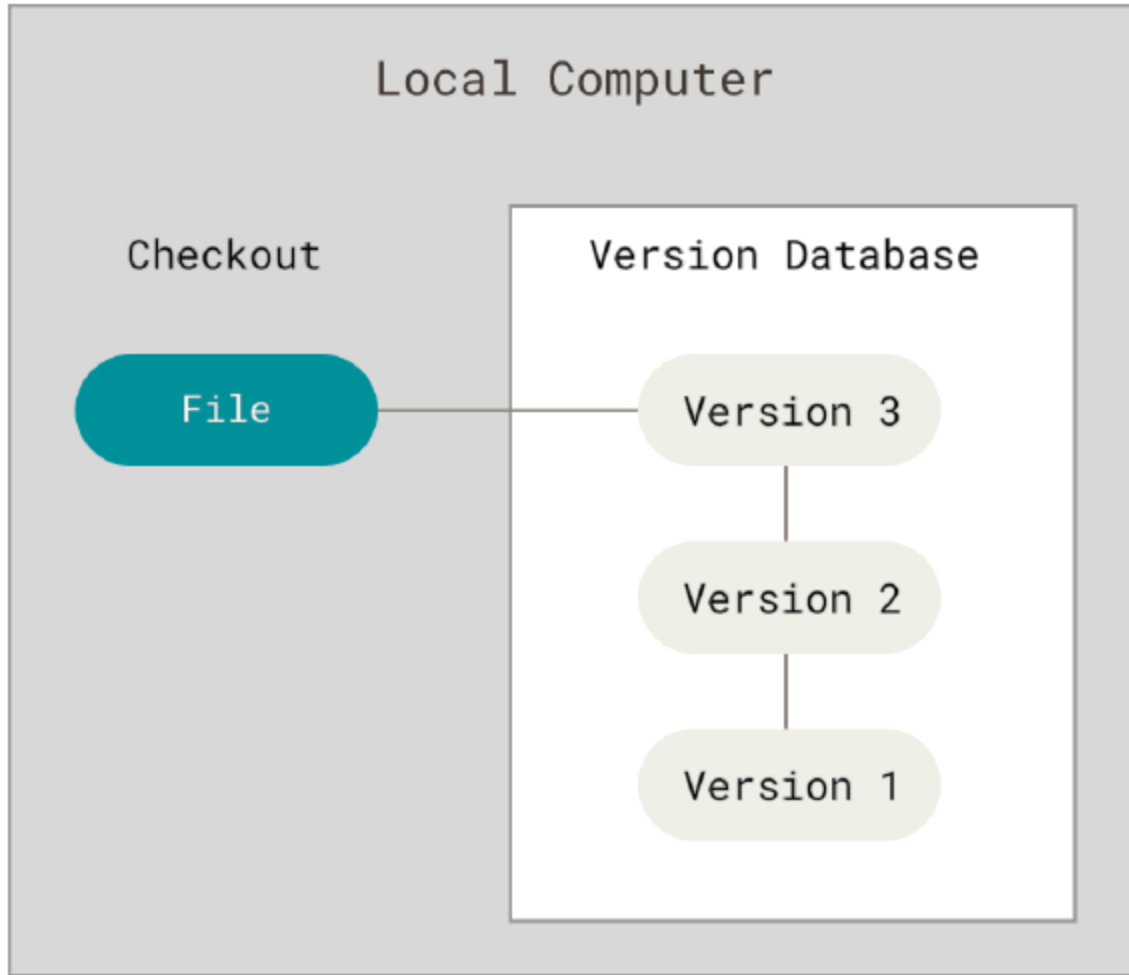 Local Computer
Checkout
Version Database
File
Version 3
Version 2
Version 1